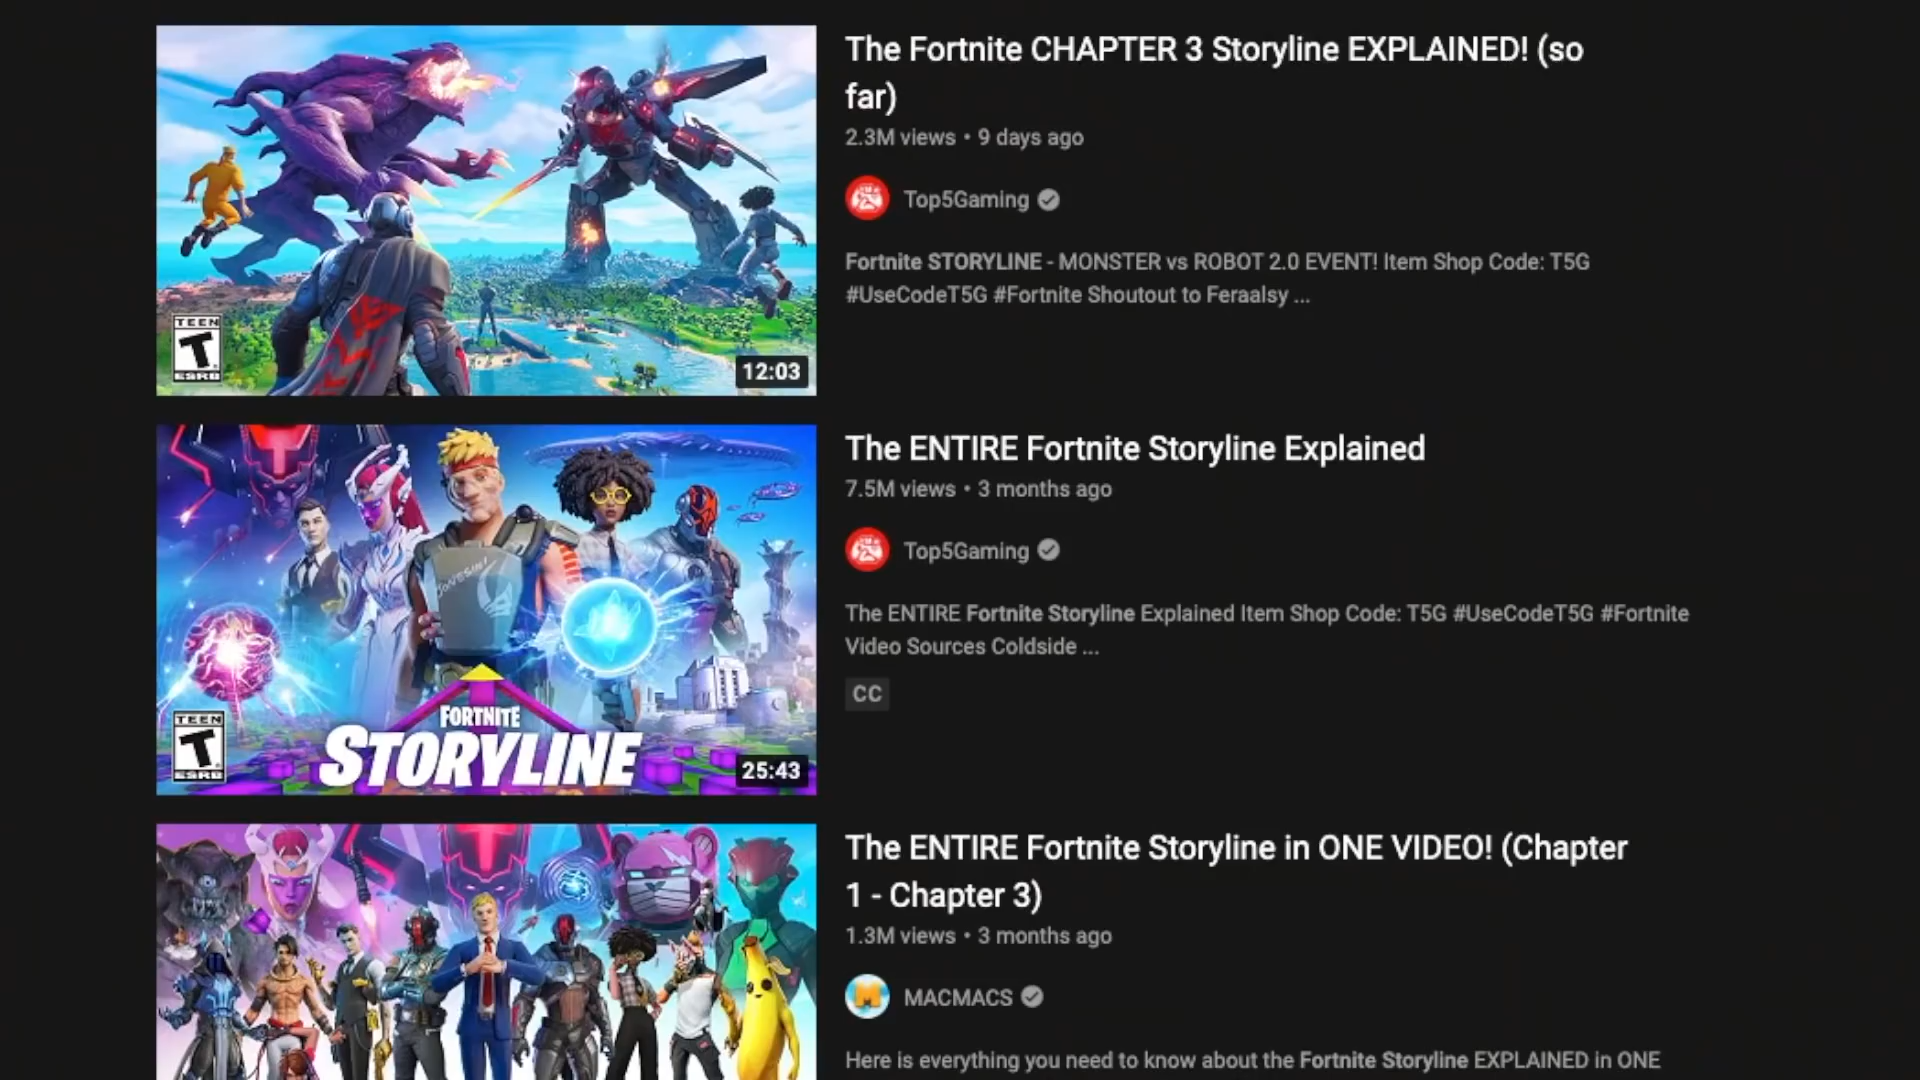 The Fortnite CHAPTER 3 Storyline EXPLAINED! (so
far)
2.3M views • 9 days ago
Top5Gaming
Fortnite STORYLINE - MONSTER vs ROBOT 2.0 EVENT! Item Shop Code: T5G
#UseCodeT5G #Fortnite Shoutout to Feraalsy ...
TEEN
T
ESRB
12:03
The ENTIRE Fortnite Storyline Explained
7.5M views • 3 months ago
Top5Gaming
The ENTIRE Fortnite Storyline Explained Item Shop Code: T5G #UseCodeT5G #Fortnite
Video Sources Coldside ...
CC
TEEN
T
ESRB
FORTNITE
STORYLINE
25:43
The ENTIRE Fortnite Storyline in ONE VIDEO! (Chapter
1 - Chapter 3)
1.3M views • 3 months ago
M
MACMACS
Here is everything you need to know about the Fortnite Storyline EXPLAINED in ONE